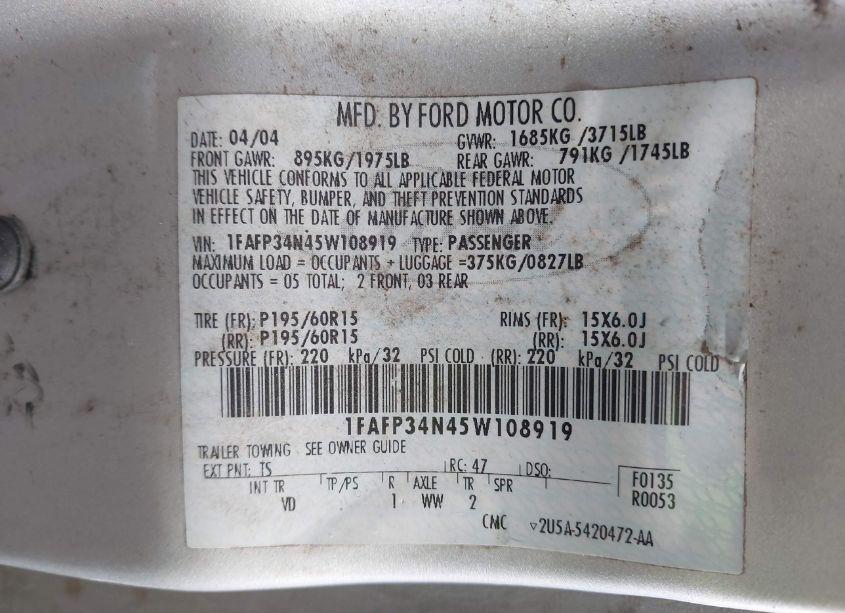 MFD. BY FORD MOTOR CO.
DATE: 04/04 GVWR: 1685KG /3715LB
FRONT GAWR: 895KG/1975LB REAR GAWR: 791KG /1745LB
THIS VEHICLE CONFORMS TO ALL APPLICABLE FEDERAL MOTOR
VEHICLE SAFETY, BUMPER, AND THEFT PREVENTION STANDARDS
IN EFFECT ON THE DATE OF MANUFACTURE SHOWN ABOVE.
VIN: 1FAFP34N45W108919 TYPE: PASSENGER
MAXIMUM LOAD = OCCUPANTS + LUGGAGE =375KG/0827LB
OCCUPANTS = 05 TOTAL; 2 FRONT, 03 REAR
TIRE (FR): P195/60R15 RIMS (FR): 15X6.0J
(RR): P195/60R15 (RR): 15X6.0J
PRESSURE (FR): 220 kPa/32 PSI COLD (RR): 220 kPa/32 PSI COLD
1FAFP34N45W108919
TRAILER TOWING - SEE OWNER GUIDE
EXT PNT: TS RC: 47 DSO: F0135
INT TR TP/PS R AXLE TR SPR R0053
VD 1 WW 2
CMC ▽2U5A-5420472-AA